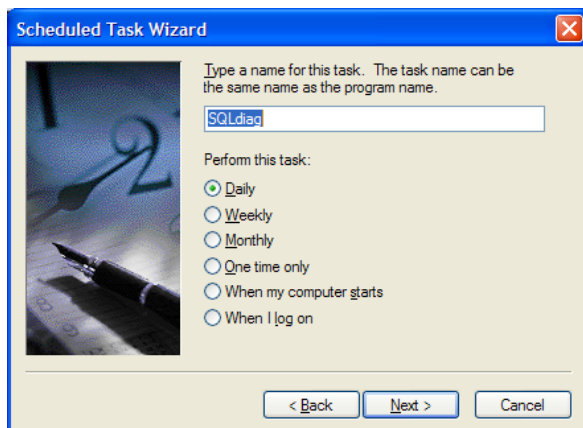 Scheduled Task Wizard
Type a name for this task. The task name can be
the same name as the program name.
SQLdiag
Perform this task:
Daily
Weekly
Monthly
One time only
When my computer starts
When I log on
< Back
Next >
Cancel